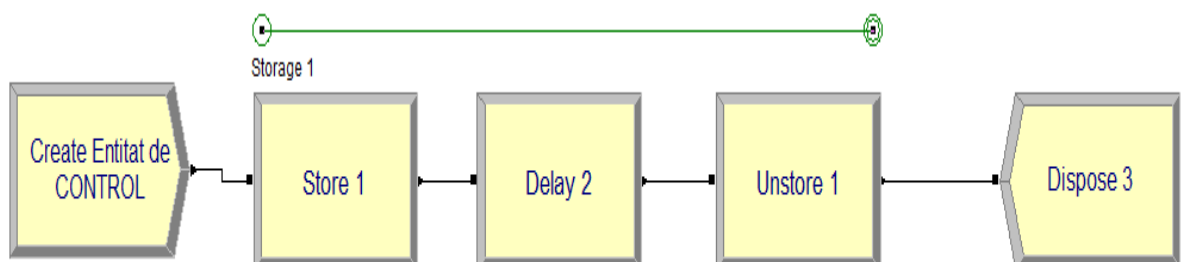 Storage 1
Create Entitat de
CONTROL
Store 1
Delay 2
Unstore 1
Dispose 3